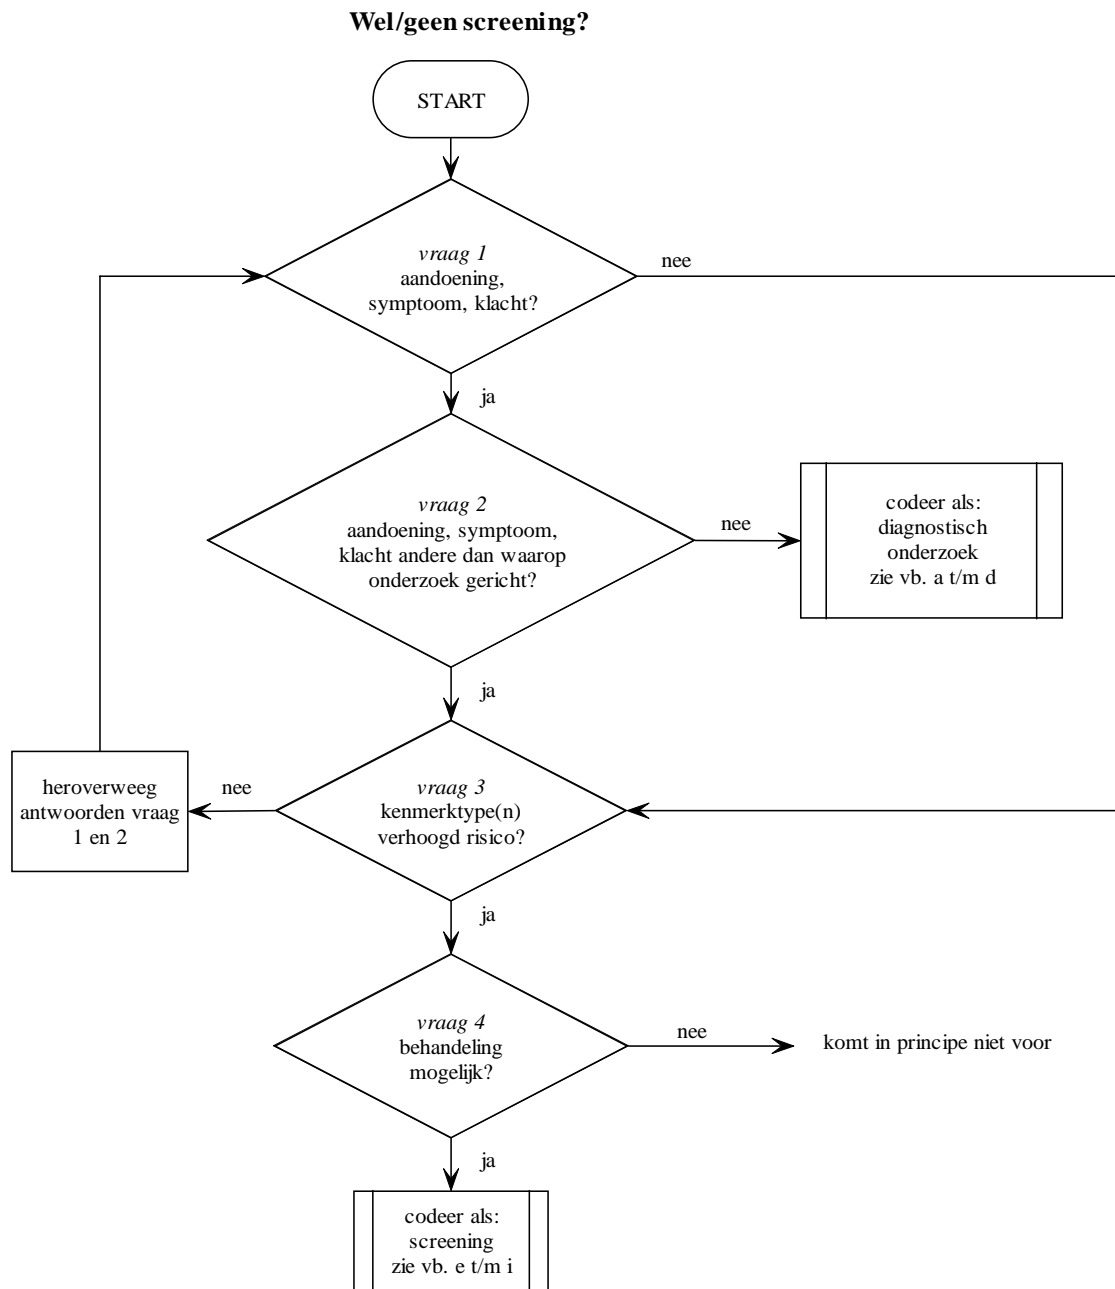 Wel/geen screening?
START
vraag 1
aandoening,
symptoom, klacht?
nee
ja
vraag 2
aandoening, symptoom,
klacht andere dan waarop
onderzoek gericht?
nee
codeer als:
diagnostisch
onderzoek
zie vb. a t/m d
ja
vraag 3
kenmerktype(n)
verhoogd risico?
nee
heroverweeg
antwoorden vraag
1 en 2
ja
vraag 4
behandeling
mogelijk?
nee
komt in principe niet voor
ja
codeer als:
screening
zie vb. e t/m i